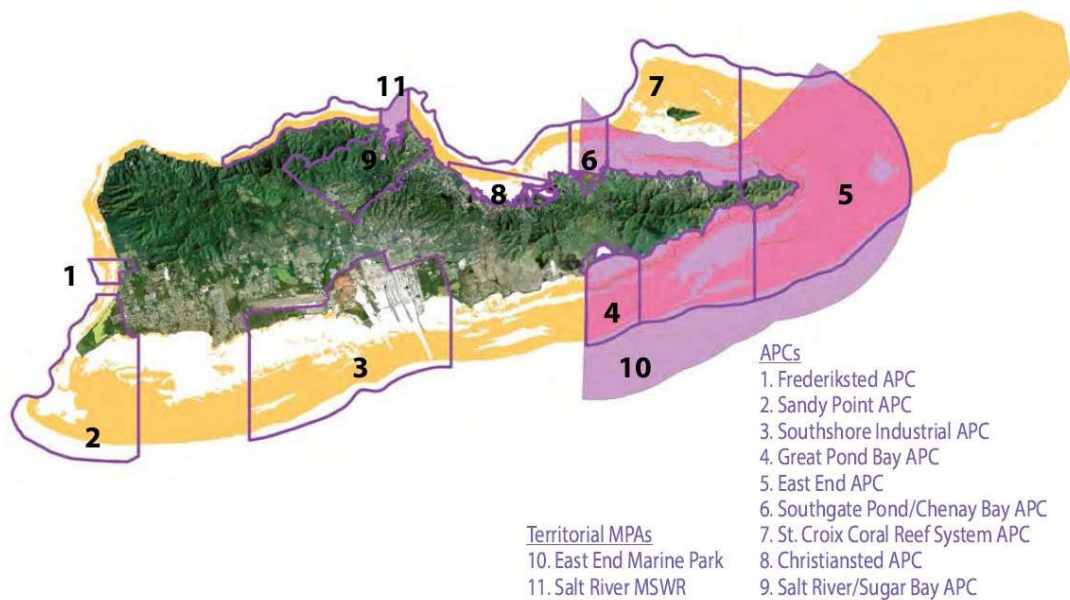 11
7
9
6
8
5
1
4
3
10
2
APCs
1. Frederiksted APC
2. Sandy Point APC
3. Southshore Industrial APC
4. Great Pond Bay APC
5. East End APC
6. Southgate Pond/Chenay Bay APC
7. St. Croix Coral Reef System APC
8. Christiansted APC
9. Salt River/Sugar Bay APC
Territorial MPAs
10. East End Marine Park
11. Salt River MSWR